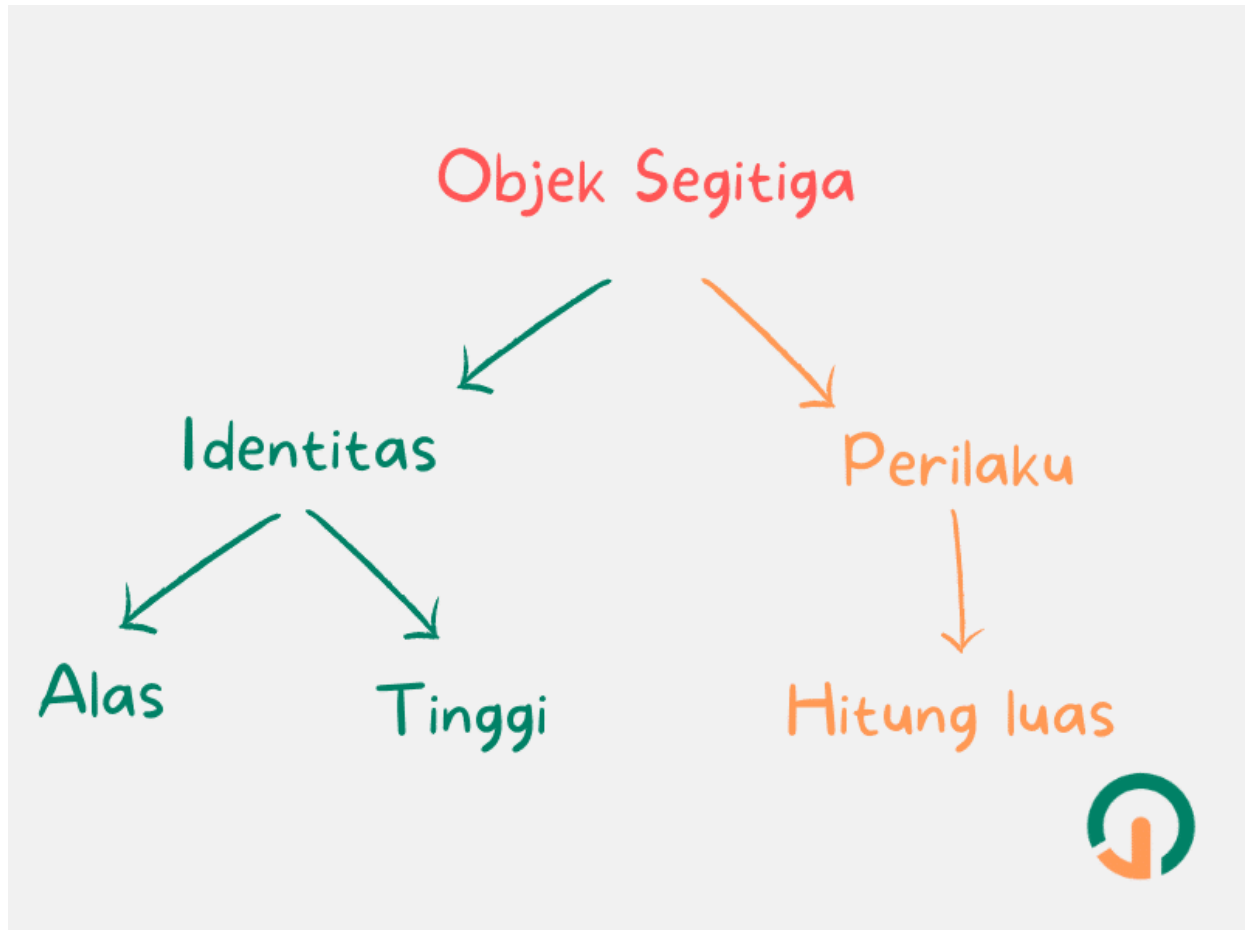 Objek Segitiga
Identitas
Perilaku
Alas
Tinggi
Hitung luas